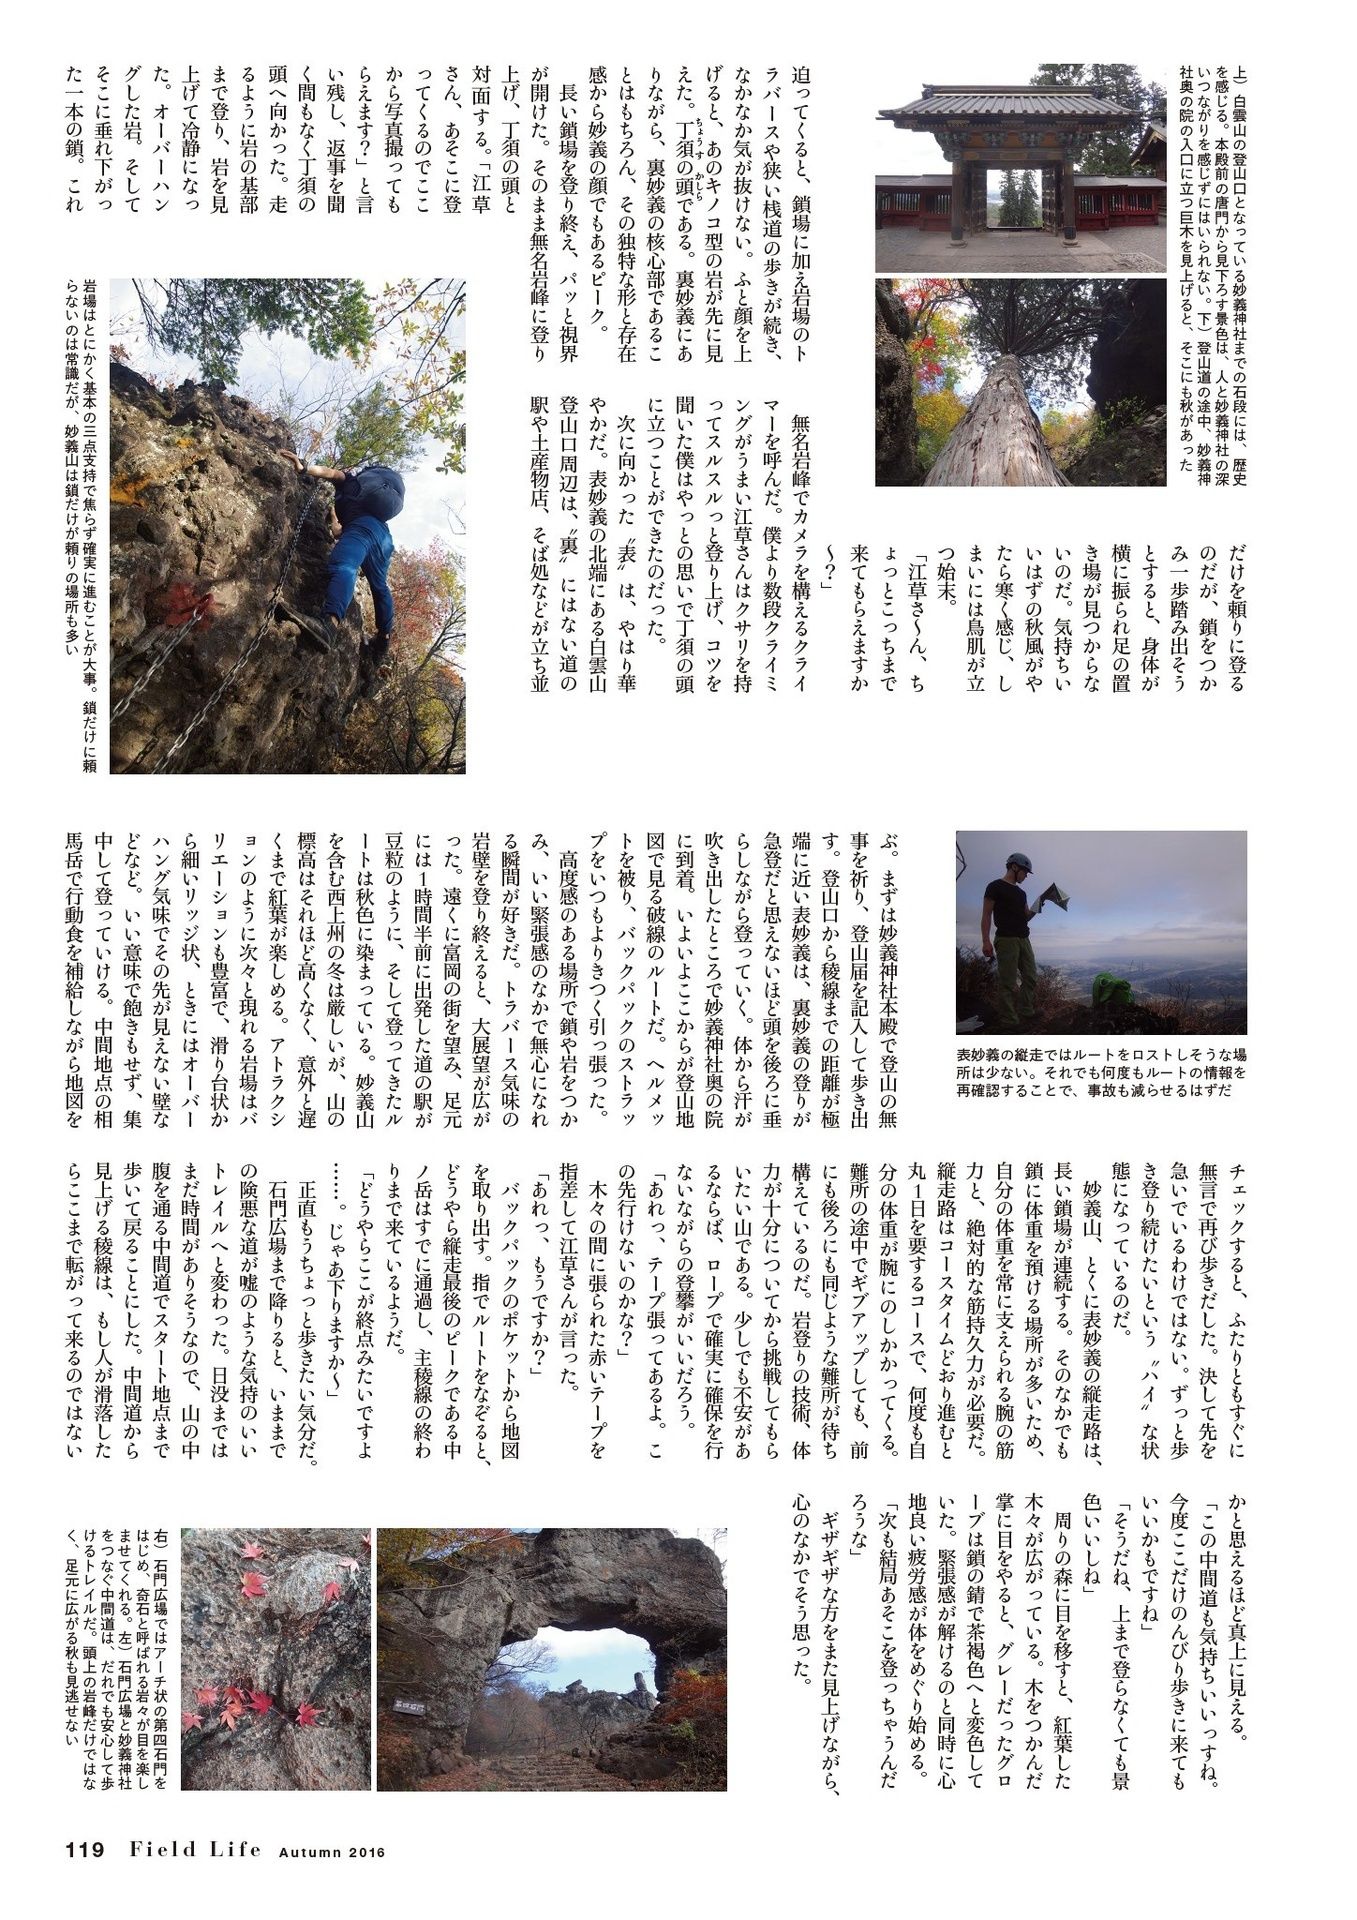 上）白雲山の登山口となっている妙義神社までの石段には、歴史
を感じる。本殿前の唐門から見下ろす景色は、人と妙義神社の深
いつながりを感じずにはいられない。下）登山道の途中、妙義神
社奥の院の入口に立つ巨木を見上げると、そこにも秋があった
迫ってくると、鎖場に加え岩場のト
ラバースや狭い桟道の歩きが続き、
なかなか気が抜けない。ふと顔を上
げると、あのキノコ型の岩が先に見
えた。丁須の頭である。裏妙義にあ
ちょうす かしら
りながら、裏妙義の核心部であるこ
とはもちろん、その独特な形と存在
感から妙義の顔でもあるピーク。
長い鎖場を登り終え、パッと視界
が開けた。そのまま無名岩峰に登り
上げ、丁須の頭と
対面する。「江草
さん、あそこに登
ってくるのでここ
から写真撮っても
らえます？」と言
い残し、返事を聞
く間もなく丁須の
頭へ向かった。走
るように岩の基部
まで登り、岩を見
上げて冷静になっ
た。オーバーハン
グした岩。そして
そこに垂れ下がっ
た一本の鎖。これ
岩場はとにかく基本の三点支持で焦らず確実に進むことが大事。鎖だけに頼
らないのは常識だが、妙義山は鎖だけが頼りの場所も多い
だけを頼りに登る
のだが、鎖をつか
み一歩踏み出そう
とすると、身体が
横に振られ足の置
き場が見つからな
いのだ。気持ちい
いはずの秋風がや
たら寒く感じ、し
まいには鳥肌が立
つ始末。
「江草さ〜ん、ち
ょっとこっちまで
来てもらえますか
〜？」
無名岩峰でカメラを構えるクライ
マーを呼んだ。僕より数段クライミ
ングがうまい江草さんはクサリを持
ってスルスルっと登り上げ、コツを
聞いた僕はやっとの思いで丁須の頭
に立つことができたのだった。
次に向かった〝表〟は、やはり華
やかだ。表妙義の北端にある白雲山
登山口周辺は、〝裏〟にはない道の
駅や土産物店、そば処などが立ち並
表妙義の縦走ではルートをロストしそうな場
所は少ない。それでも何度もルートの情報を
再確認することで、事故も減らせるはずだ
ぶ。まずは妙義神社本殿で登山の無
事を祈り、登山届を記入して歩き出
す。登山口から稜線までの距離が極
端に近い表妙義は、裏妙義の登りが
急登だと思えないほど頭を後ろに垂
らしながら登っていく。体から汗が
吹き出したところで妙義神社奥の院
に到着。いよいよここからが登山地
図で見る破線のルートだ。ヘルメッ
トを被り、バックパックのストラッ
プをいつもよりきつく引っ張った。
高度感のある場所で鎖や岩をつか
み、いい緊張感のなかで無心になれ
る瞬間が好きだ。トラバース気味の
岩壁を登り終えると、大展望が広が
った。遠くに富岡の街を望み、足元
には１時間半前に出発した道の駅が
豆粒のように、そして登ってきたル
ートは秋色に染まっている。妙義山
を含む西上州の冬は厳しいが、山の
標高はそれほど高くなく、意外と遅
くまで紅葉が楽しめる。アトラクシ
ョンのように次々と現れる岩場はバ
リエーションも豊富で、滑り台状か
ら細いリッジ状、ときにはオーバー
ハング気味でその先が見えない壁な
どなど。いい意味で飽きもせず、集
中して登っていける。中間地点の相
馬岳で行動食を補給しながら地図を
チェックすると、ふたりともすぐに
無言で再び歩きだした。決して先を
急いでいるわけではない。ずっと歩
き登り続けたいという〝ハイ〟な状
態になっているのだ。
妙義山、とくに表妙義の縦走路は、
長い鎖場が連続する。そのなかでも
鎖に体重を預ける場所が多いため、
自分の体重を常に支えられる腕の筋
力と、絶対的な筋持久力が必要だ。
縦走路はコースタイムどおり進むと
丸１日を要するコースで、何度も自
分の体重が腕にのしかかってくる。
難所の途中でギブアップしても、前
にも後ろにも同じような難所が待ち
構えているのだ。岩登りの技術、体
力が十分についてから挑戦してもら
いたい山である。少しでも不安があ
るならば、ロープで確実に確保を行
ないながらの登攀がいいだろう。
「あれっ、テープ張ってあるよ。こ
の先行けないのかな？」
木々の間に張られた赤いテープを
指差して江草さんが言った。
「あれっ、もうですか？」
バックパックのポケットから地図
を取り出す。指でルートをなぞると、
どうやら縦走最後のピークである中
ノ岳はすでに通過し、主稜線の終わ
りまで来ているようだ。
「どうやらここが終点みたいですよ
……。じゃあ下りますか〜」
正直もうちょっと歩きたい気分だ。
石門広場まで降りると、いままで
の険悪な道が嘘のような気持のいい
トレイルへと変わった。日没までは
まだ時間がありそうなので、山の中
腹を通る中間道でスタート地点まで
歩いて戻ることにした。中間道から
見上げる稜線は、もし人が滑落した
らここまで転がって来るのではない
かと思えるほど真上に見える。
「この中間道も気持ちいいっすね。
今度ここだけのんびり歩きに来ても
いいかもですね」
「そうだね、上まで登らなくても景
色いいしね」
周りの森に目を移すと、紅葉した
木々が広がっている。木をつかんだ
掌に目をやると、グレーだったグロ
ーブは鎖の錆で茶褐色へと変色して
いた。緊張感が解けるのと同時に心
地良い疲労感が体をめぐり始める。
「次も結局あそこを登っちゃうんだ
ろうな」
ギザギザな方をまた見上げながら、
心のなかでそう思った。
右）石門広場ではアーチ状の第四石門を
はじめ、奇石と呼ばれる岩々が目を楽し
ませてくれる。左）石門広場と妙義神社
をつなぐ中間道は、だれでも安心して歩
けるトレイルだ。頭上の岩峰だけではな
く、足元に広がる秋も見逃せない
119 Field Life Autumn 2016